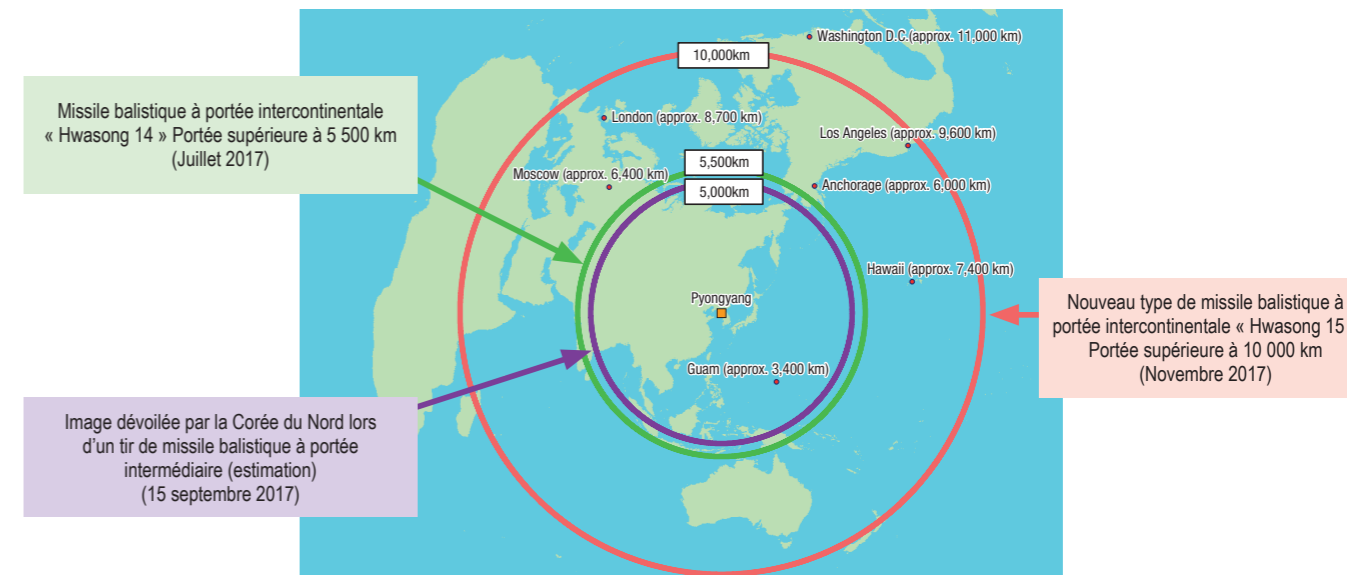 Washington D.C.(approx. 11,000 km)
10,000km
Missile balistique à portée intercontinentale
« Hwasong 14 » Portée supérieure à 5 500 km
(Juillet 2017)
London (approx. 8,700 km)
Los Angeles (approx. 9,600 km)
5,500km
Moscow (approx. 6,400 km)
5,000km
Anchorage (approx. 6,000 km)
Hawaii (approx. 7,400 km)
Pyongyang
Nouveau type de missile balistique à
portée intercontinentale « Hwasong 15
Portée supérieure à 10 000 km
(Novembre 2017)
Guam (approx. 3,400 km)
Image dévoilée par la Corée du Nord lors
d’un tir de missile balistique à portée
intermédiaire (estimation)
(15 septembre 2017)